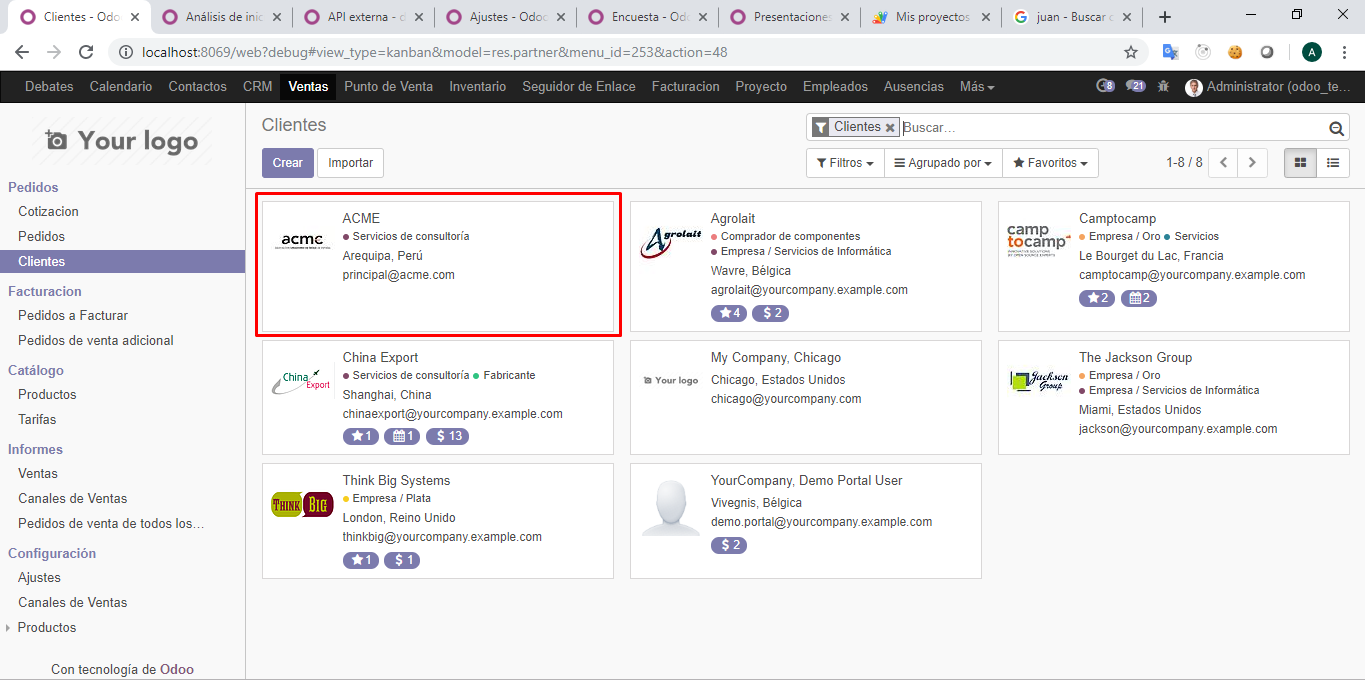 Clientes - Odoo
Análisis de inic
API externa - d
Ajustes - Odoo
Encuesta - Odo
Presentaciones
Mis proyectos
juan - Buscar c
localhost:8069/web?debug#view_type=kanban&model=res.partner&menu_id=253&action=48
A
Debates Calendario Contactos CRM Ventas Punto de Venta Inventario Seguidor de Enlace Facturacion Proyecto Empleados Ausencias Más 8 21 Administrator (odoo_te...
Your logo
Pedidos
Cotizacion
Pedidos
Clientes
Facturacion
Pedidos a Facturar
Pedidos de venta adicional
Catálogo
Productos
Tarifas
Informes
Ventas
Canales de Ventas
Pedidos de venta de todos los...
Configuración
Ajustes
Canales de Ventas
Productos
Con tecnología de Odoo
Clientes
Clientes Buscar...
Crear Importar
Filtros Agrupado por Favoritos 1-8 / 8
acme
ACME
Servicios de consultoría
Arequipa, Perú
principal@acme.com
Agrolait
Agrolait
Comprador de componentes
Empresa / Servicios de Informática
Wavre, Bélgica
agrolait@yourcompany.example.com
4 $ 2
camp
tocamp
Camptocamp
Empresa / Oro Servicios
Le Bourget du Lac, Francia
camptocamp@yourcompany.example.com
2 2
China
Export
China Export
Servicios de consultoría Fabricante
Shanghai, China
chinaexport@yourcompany.example.com
1 1 $ 13
Your logo
My Company, Chicago
Chicago, Estados Unidos
chicago@yourcompany.example.com
Jackson
Group
The Jackson Group
Empresa / Oro
Empresa / Servicios de Informática
Miami, Estados Unidos
jackson@yourcompany.example.com
THINK BIG
Think Big Systems
Empresa / Plata
London, Reino Unido
thinkbig@yourcompany.example.com
1 $ 1
YourCompany, Demo Portal User
Vivegnis, Bélgica
demo.portal@yourcompany.example.com
$ 2